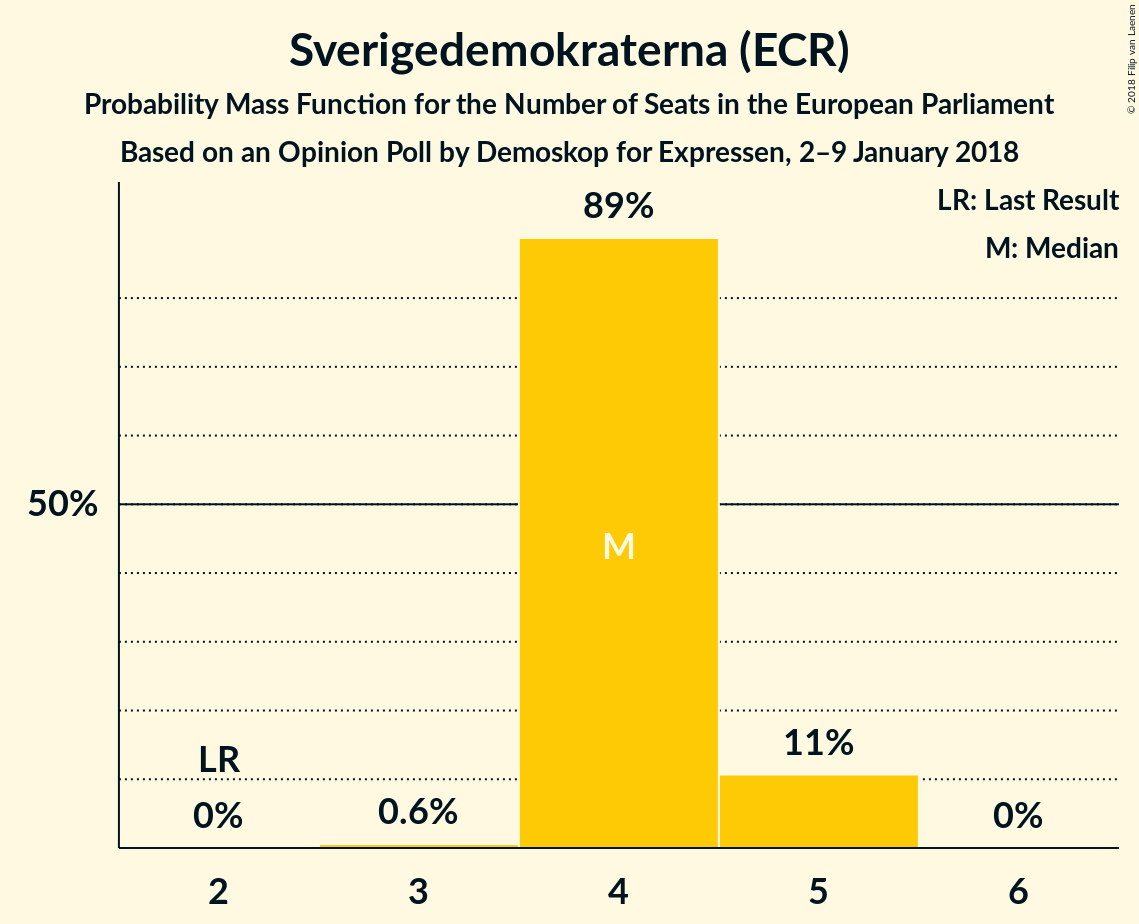 Sverigedemokraterna (ECR)
Probability Mass Function for the Number of Seats in the European Parliament
Based on an Opinion Poll by Demoskop for Expressen, 2–9 January 2018
© 2018 Filip van Laenen
LR: Last Result
M: Median
89%
50%
M
LR
0%
0.6%
11%
0%
2
3
4
5
6